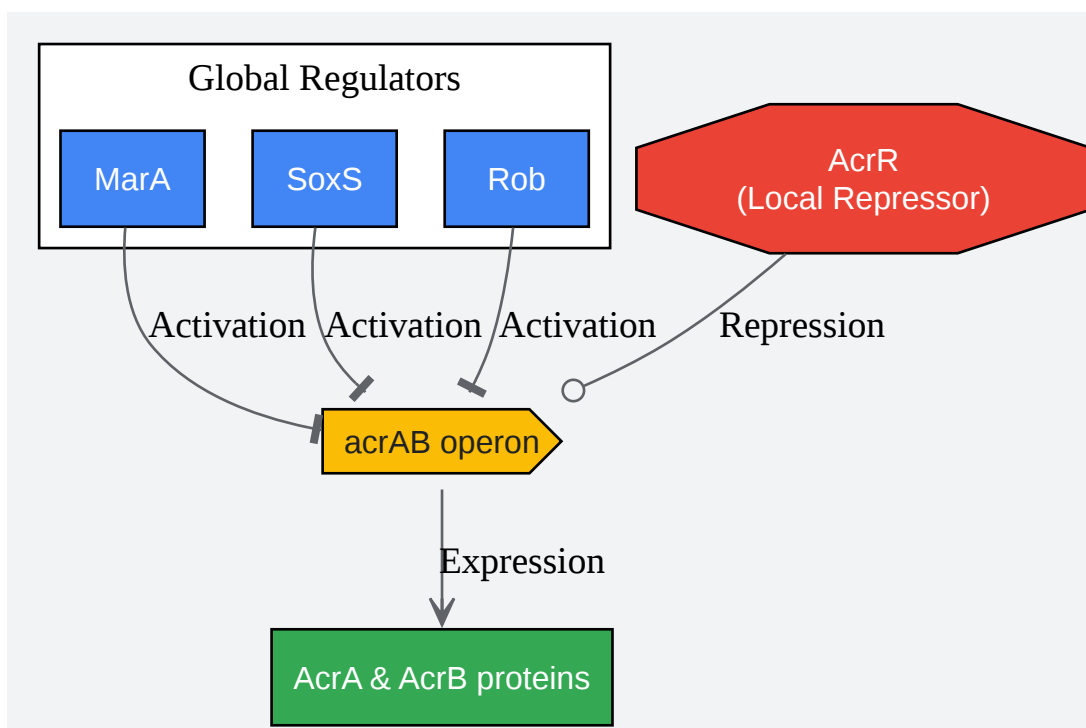 Global Regulators
MarA
SoxS
Rob
AcrR
(Local Repressor)
Activation
Activation
Activation
Repression
acrAB operon
Expression
AcrA & AcrB proteins